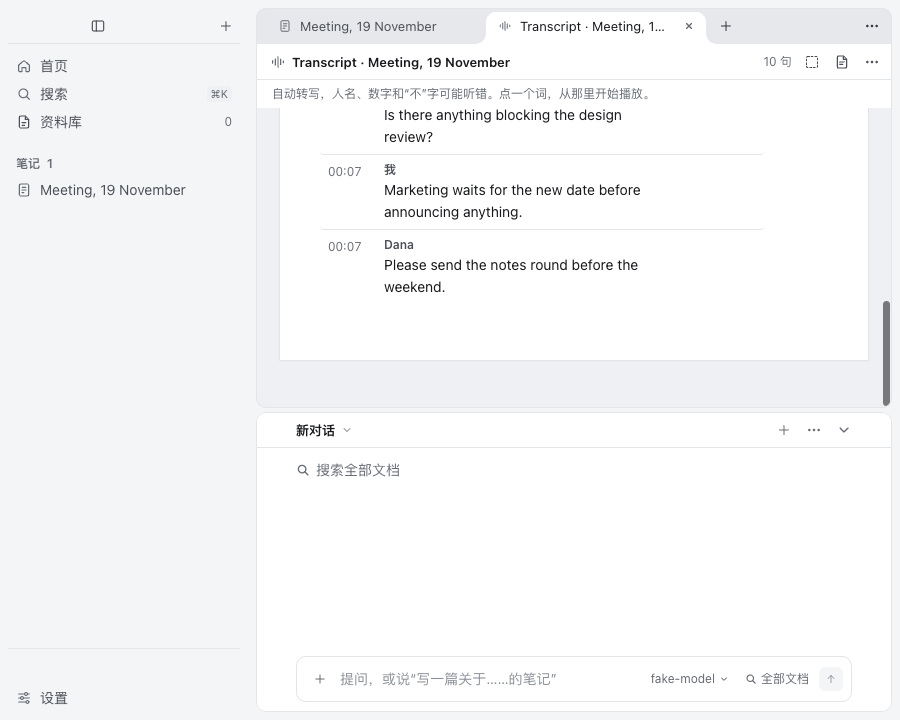 首页
搜索 ⌘K
资料库 0
笔记 1
Meeting, 19 November
设置
Meeting, 19 November
Transcript · Meeting, 1...
Transcript · Meeting, 19 November
10 句
自动转写，人名、数字和“不”字可能听错。点一个词，从那里开始播放。
Is there anything blocking the design
review?
00:07 我
Marketing waits for the new date before
announcing anything.
00:07 Dana
Please send the notes round before the
weekend.
新对话
搜索全部文档
提问，或说“写一篇关于……的笔记”
fake-model
全部文档